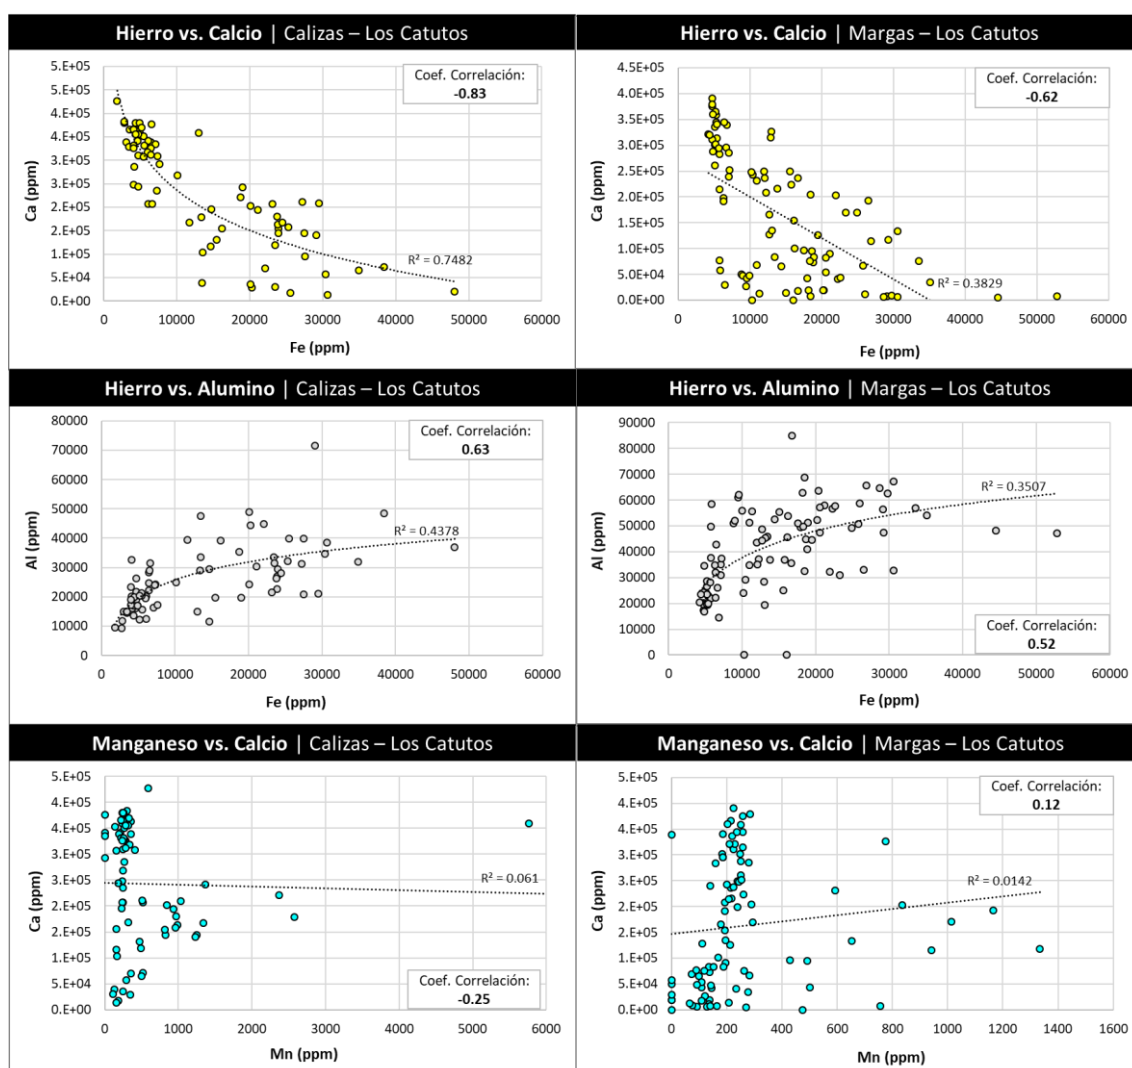 Hierro vs. Calcio | Calizas – Los Catutos
Ca (ppm)
5.E+05
5.E+05
4.E+05
4.E+05
3.E+05
3.E+05
2.E+05
2.E+05
1.E+05
5.E+04
0.E+00
Coef. Correlación:
-0.83
R² = 0.7482
0 10000 20000 30000 40000 50000 60000
Fe (ppm)
Hierro vs. Calcio | Margas – Los Catutos
Ca (ppm)
4.5E+05
4.0E+05
3.5E+05
3.0E+05
2.5E+05
2.0E+05
1.5E+05
1.0E+05
5.0E+04
0.0E+00
Coef. Correlación:
-0.62
R² = 0.3829
0 10000 20000 30000 40000 50000 60000
Fe (ppm)
Hierro vs. Alumino | Calizas – Los Catutos
Al (ppm)
80000
70000
60000
50000
40000
30000
20000
10000
0
Coef. Correlación:
0.63
R² = 0.4378
0 10000 20000 30000 40000 50000 60000
Fe (ppm)
Hierro vs. Alumino | Margas – Los Catutos
Al (ppm)
90000
80000
70000
60000
50000
40000
30000
20000
10000
0
R² = 0.3507
Coef. Correlación:
0.52
0 10000 20000 30000 40000 50000 60000
Fe (ppm)
Manganeso vs. Calcio | Calizas – Los Catutos
Ca (ppm)
5.E+05
5.E+05
4.E+05
4.E+05
3.E+05
3.E+05
2.E+05
2.E+05
1.E+05
5.E+04
0.E+00
R² = 0.061
Coef. Correlación:
-0.25
0 1000 2000 3000 4000 5000 6000
Mn (ppm)
Manganeso vs. Calcio | Margas – Los Catutos
Ca (ppm)
5.E+05
4.E+05
4.E+05
3.E+05
3.E+05
2.E+05
2.E+05
1.E+05
5.E+04
0.E+00
Coef. Correlación:
0.12
R² = 0.0142
0 200 400 600 800 1000 1200 1400 1600
Mn (ppm)